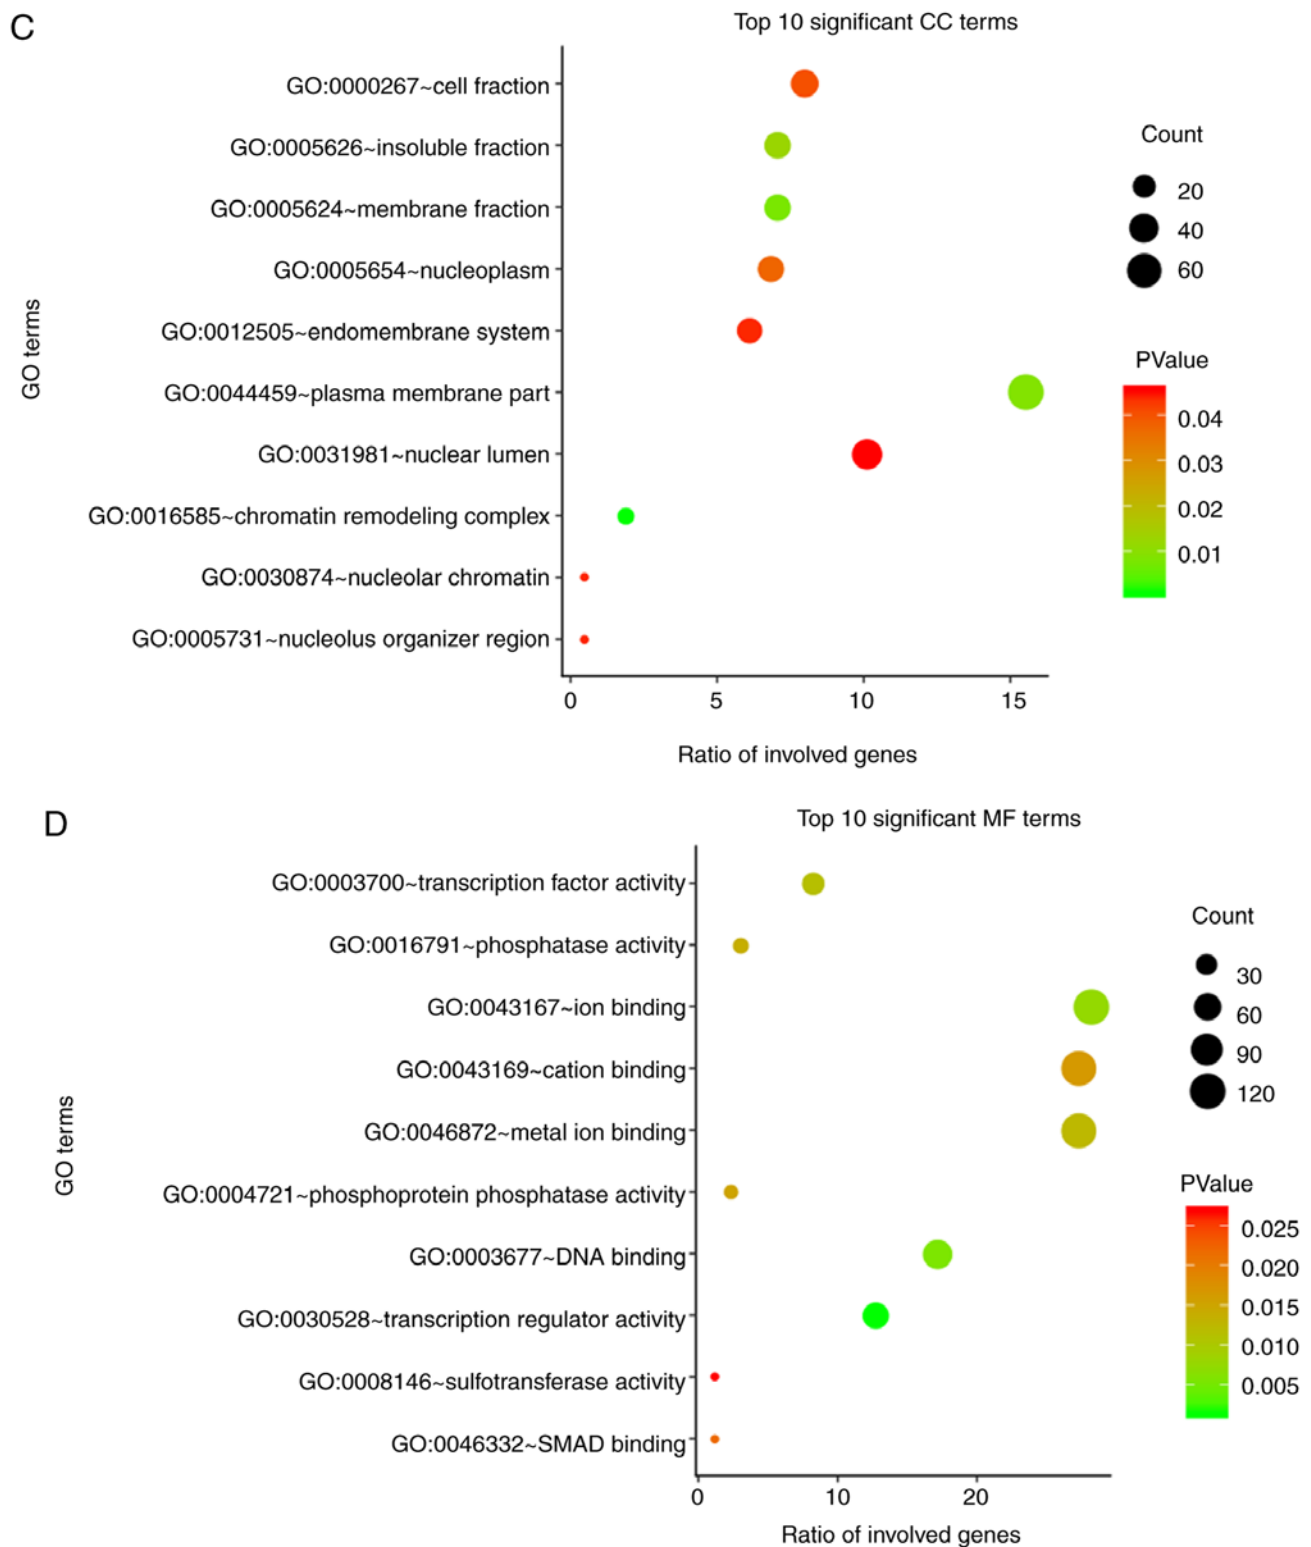 C
Top 10 significant CC terms
GO:0000267~cell fraction
GO:0005626~insoluble fraction
GO:0005624~membrane fraction
GO:0005654~nucleoplasm
GO:0012505~endomembrane system
GO:0044459~plasma membrane part
GO:0031981~nuclear lumen
GO:0016585~chromatin remodeling complex
GO:0030874~nucleolar chromatin
GO:0005731~nucleolus organizer region
GO terms
0 5 10 15
Ratio of involved genes
Count
20
40
60
PValue
0.04
0.03
0.02
0.01
D
Top 10 significant MF terms
GO:0003700~transcription factor activity
GO:0016791~phosphatase activity
GO:0043167~ion binding
GO:0043169~cation binding
GO:0046872~metal ion binding
GO:0004721~phosphoprotein phosphatase activity
GO:0003677~DNA binding
GO:0030528~transcription regulator activity
GO:0008146~sulfotransferase activity
GO:0046332~SMAD binding
GO terms
0 10 20
Ratio of involved genes
Count
30
60
90
120
PValue
0.025
0.020
0.015
0.010
0.005